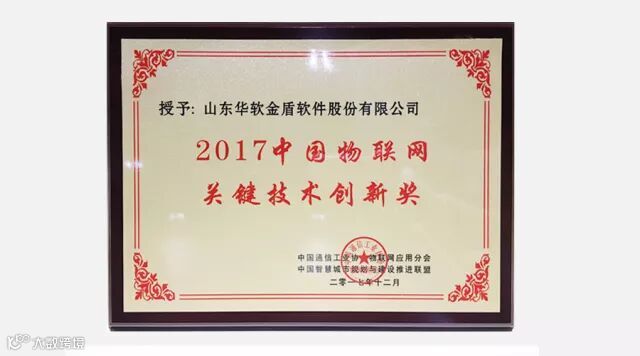 授予: 山东华软金盾软件股份有限公司
2017中国物联网
关键技术创新奖
中国通信工业协会物联网应用分会
中国智慧城市规划与建设推进联盟
二零一七年十二月
大数跨境